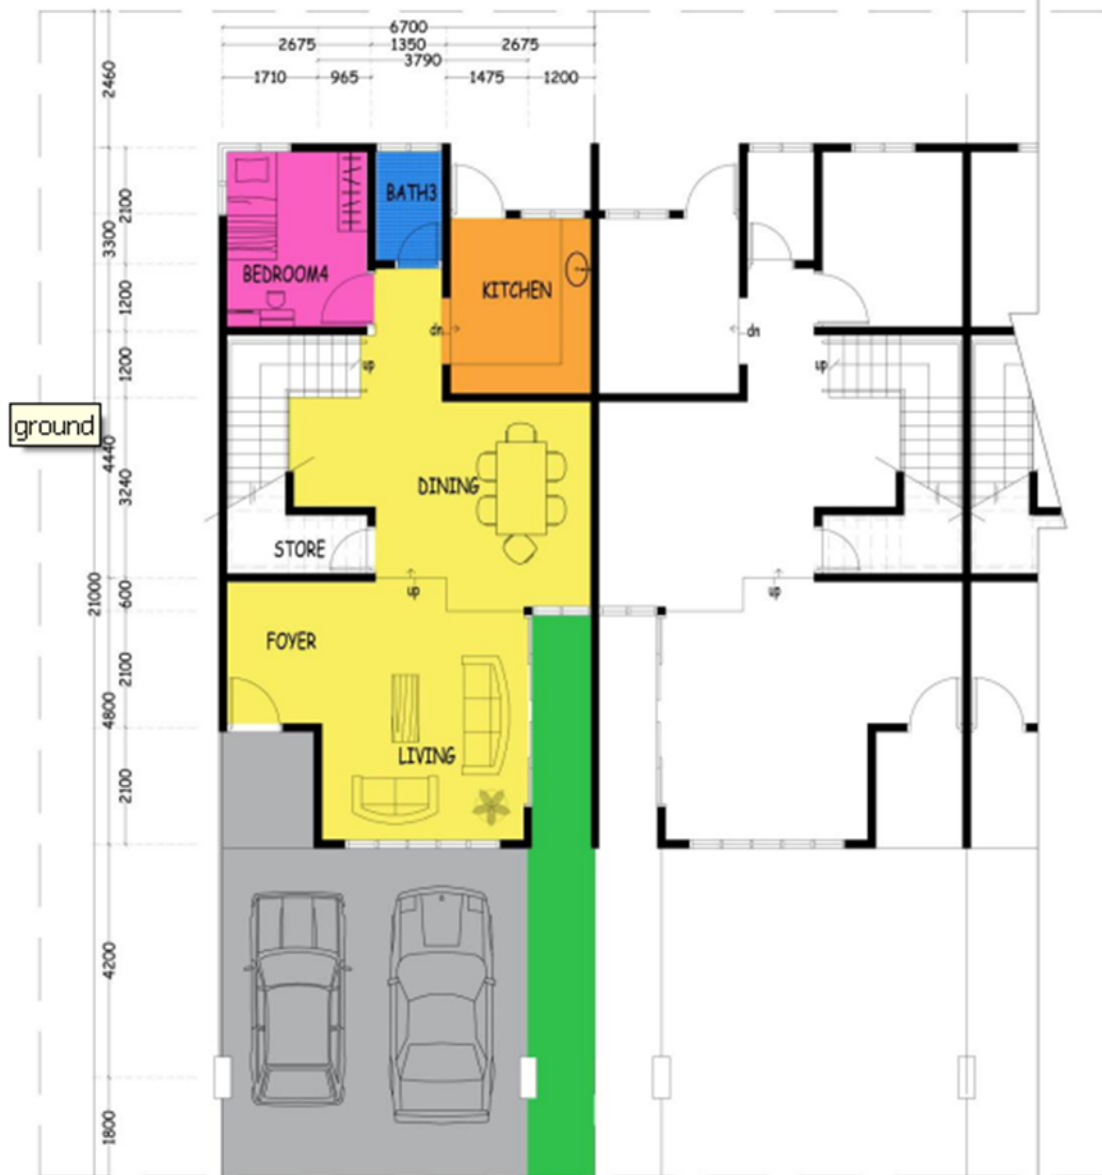 6700
2675 1350 2675
3790
1710 965 1475 1200
2460
2100
3300
1200
1200
4440
3240
21000
600
2100
4800
2100
4200
1800
BATH3
BEDROOM4
KITCHEN
dn dn
up up
ground
DINING
STORE
up up
FOYER
LIVING